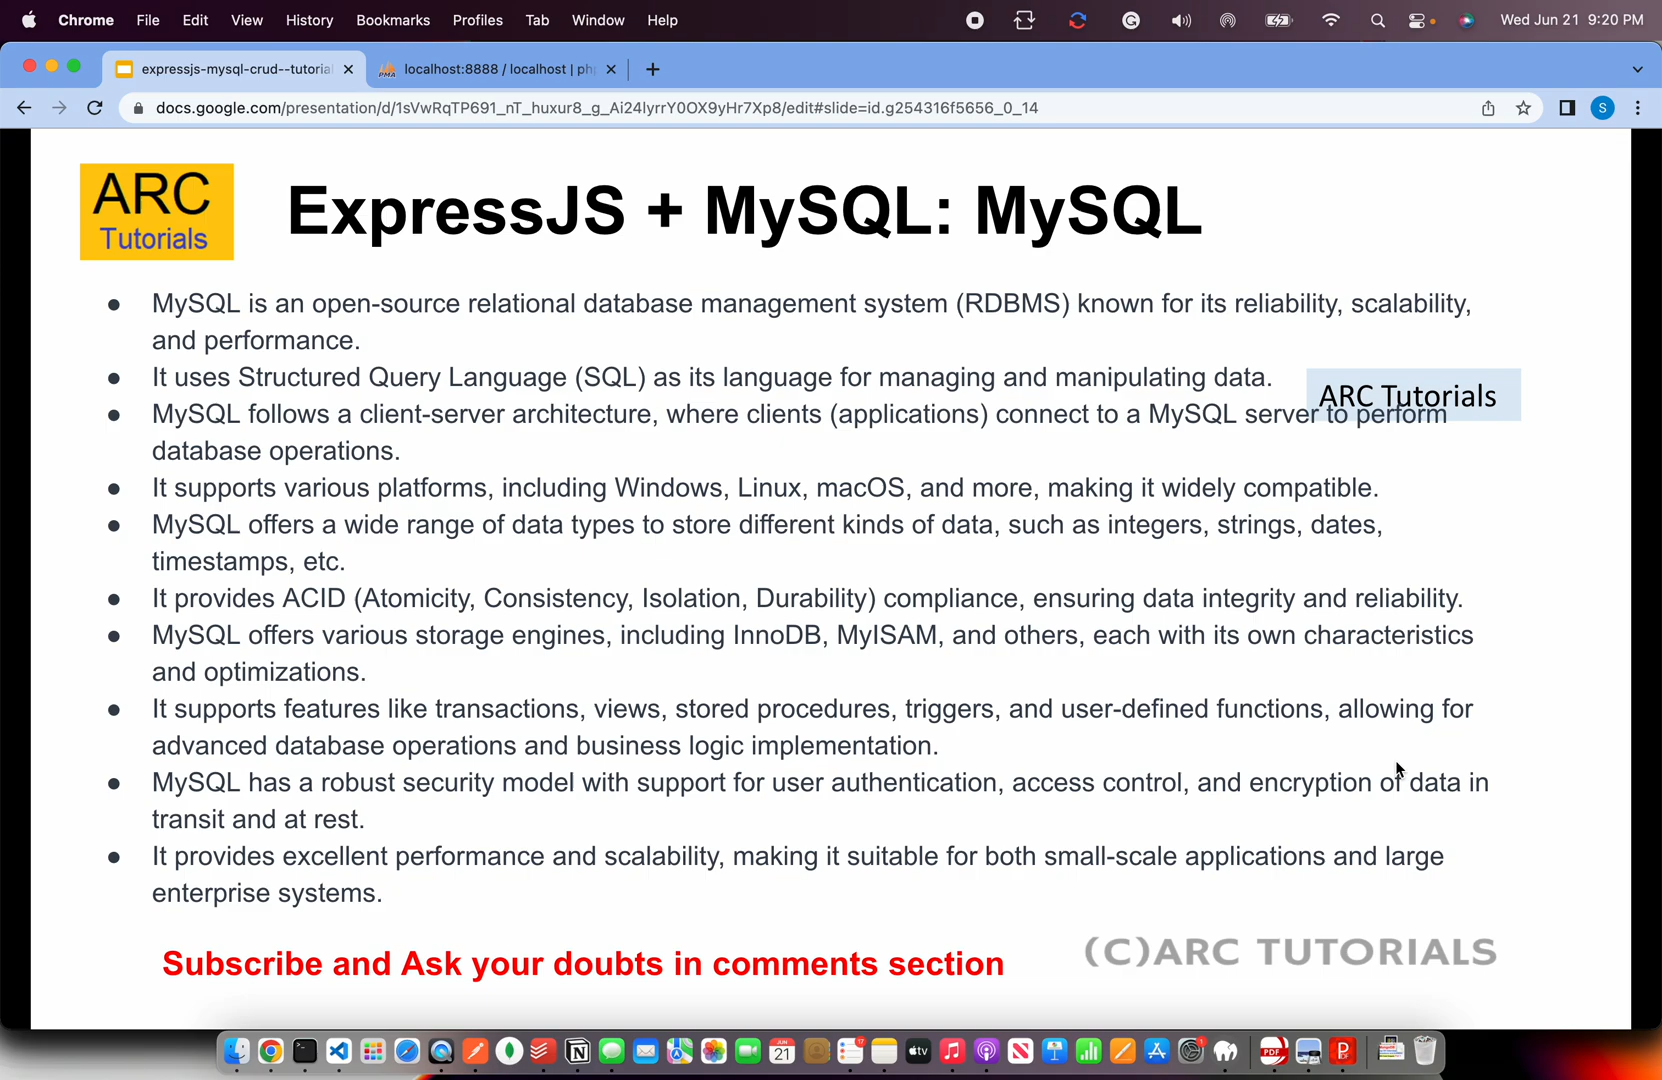 Chrome File Edit View History Bookmarks Profiles Tab Window Help Wed Jun 21 9:20 PM
expressjs-mysql-crud--tutoria localhost:8888 / localhost | ph
docs.google.com/presentation/d/1sVwRqTP691_nT_huxur8_g_Ai24lyrrY0OX9yHr7Xp8/edit#slide=id.g254316f5656_0_14
S
ARC
Tutorials
ExpressJS + MySQL: MySQL
● MySQL is an open-source relational database management system (RDBMS) known for its reliability, scalability,
and performance.
● It uses Structured Query Language (SQL) as its language for managing and manipulating data.
ARC Tutorials
● MySQL follows a client-server architecture, where clients (applications) connect to a MySQL server to perform
database operations.
● It supports various platforms, including Windows, Linux, macOS, and more, making it widely compatible.
● MySQL offers a wide range of data types to store different kinds of data, such as integers, strings, dates,
timestamps, etc.
● It provides ACID (Atomicity, Consistency, Isolation, Durability) compliance, ensuring data integrity and reliability.
● MySQL offers various storage engines, including InnoDB, MyISAM, and others, each with its own characteristics
and optimizations.
● It supports features like transactions, views, stored procedures, triggers, and user-defined functions, allowing for
advanced database operations and business logic implementation.
● MySQL has a robust security model with support for user authentication, access control, and encryption of data in
transit and at rest.
● It provides excellent performance and scalability, making it suitable for both small-scale applications and large
enterprise systems.
Subscribe and Ask your doubts in comments section
(C)ARC TUTORIALS